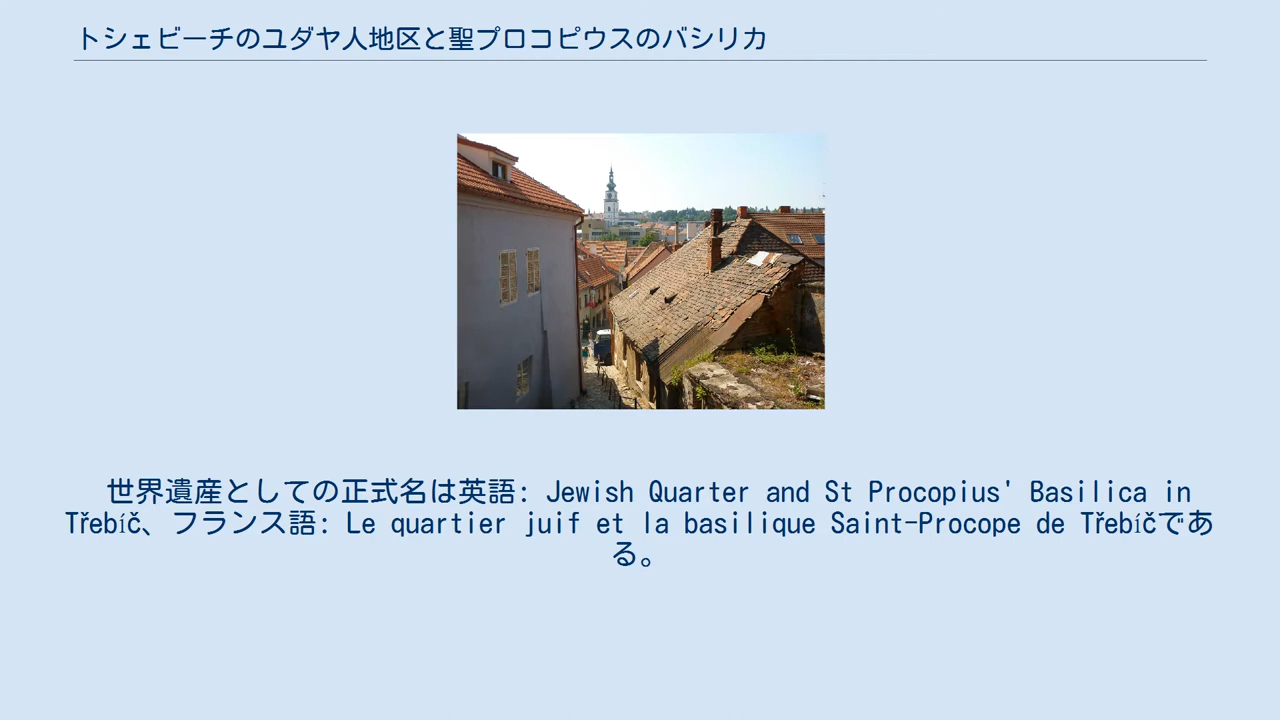 トシェビーチのユダヤ人地区と聖プロコピウスのバシリカ
世界遺産としての正式名は英語: Jewish Quarter and St Procopius' Basilica in
Třebíč、フランス語: Le quartier juif et la basilique Saint-Procope de Třebíčであ
る。